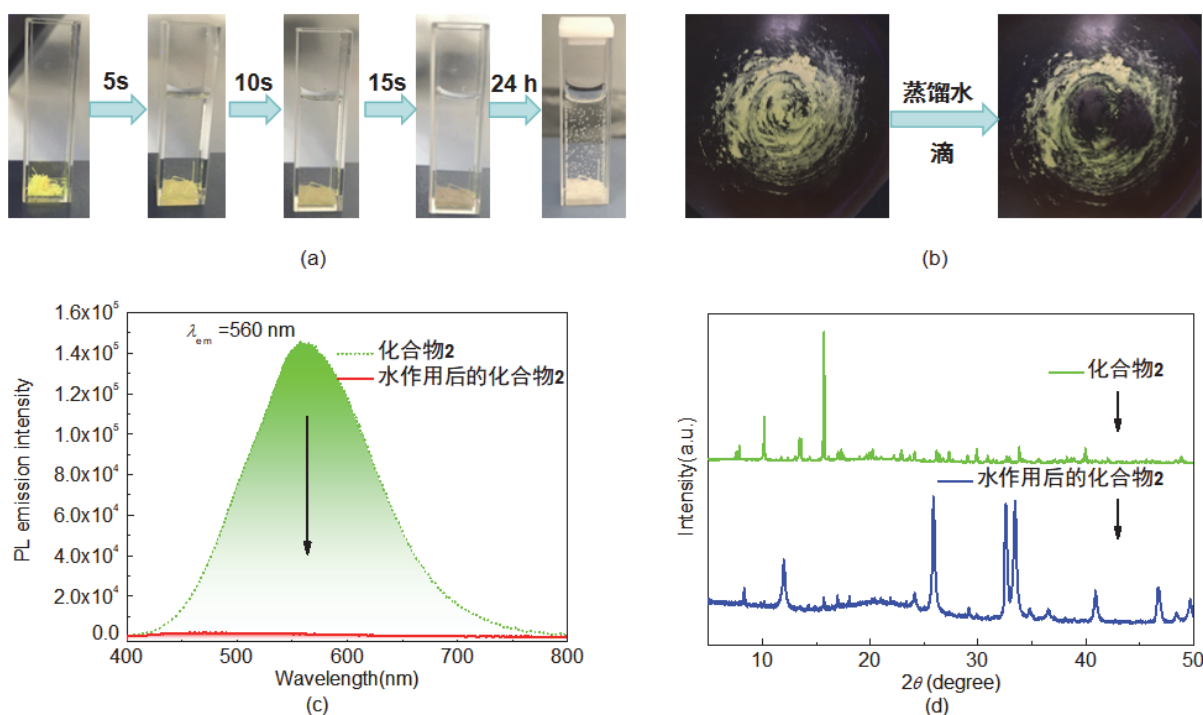 5s
10s
15s
24 h
蒸馏水
滴
(a)
(b)
1.6x10⁵
1.4x10⁵
1.2x10⁵
1.0x10⁵
8.0x10⁴
6.0x10⁴
4.0x10⁴
2.0x10⁴
0.0
PL emission intensity
λem =560 nm
化合物2
水作用后的化合物2
400
500
600
700
800
Wavelength(nm)
(c)
Intensity(a.u.)
化合物2
水作用后的化合物2
10
20
30
40
50
2θ (degree)
(d)